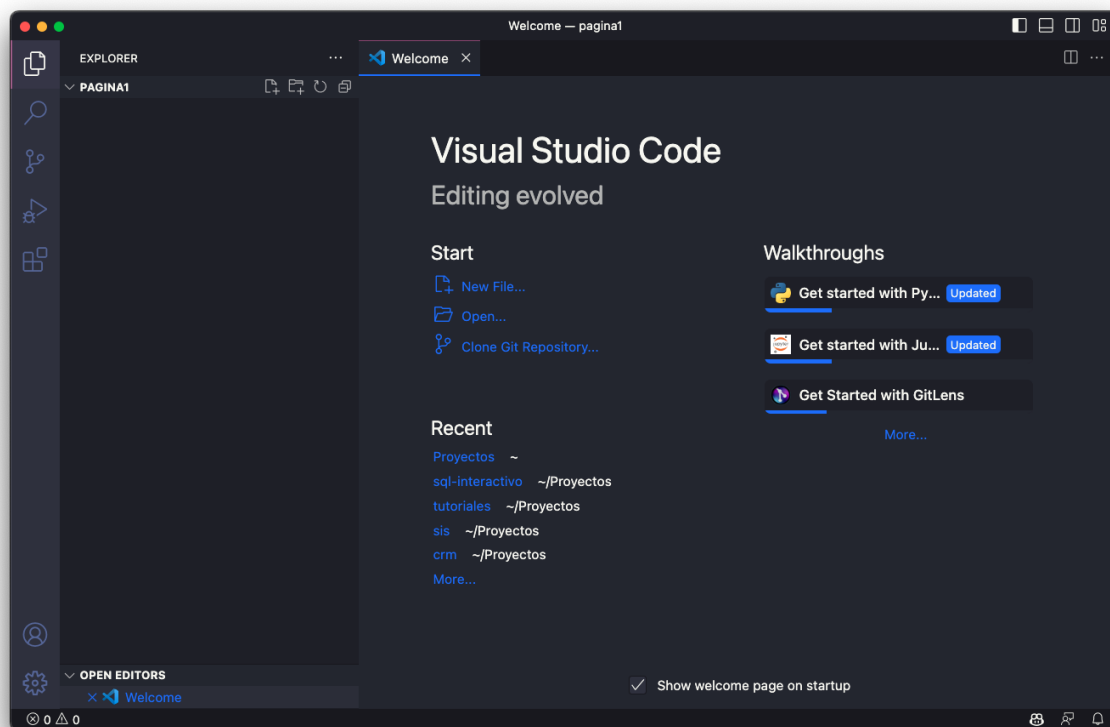 Welcome — pagina1
EXPLORER
Welcome
PAGINA1
Visual Studio Code
Editing evolved
Start
New File...
Open...
Clone Git Repository...
Recent
Proyectos ~
sql-interactivo ~/Proyectos
tutoriales ~/Proyectos
sis ~/Proyectos
crm ~/Proyectos
More...
Walkthroughs
Get started with Py... Updated
Get started with Ju... Updated
Get Started with GitLens
More...
OPEN EDITORS
Welcome
Show welcome page on startup
0 0